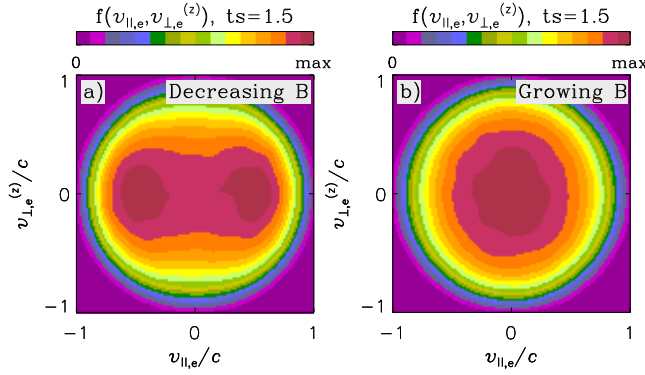 f(v||,e,v⊥,e(z)), ts=1.5
f(v||,e,v⊥,e(z)), ts=1.5
0 max
0 max
a) Decreasing B
b) Growing B
1
0
−1
1
0
−1
v⊥,e(z)/c
v⊥,e(z)/c
−1 0 1
−1 0 1
v||,e/c
v||,e/c